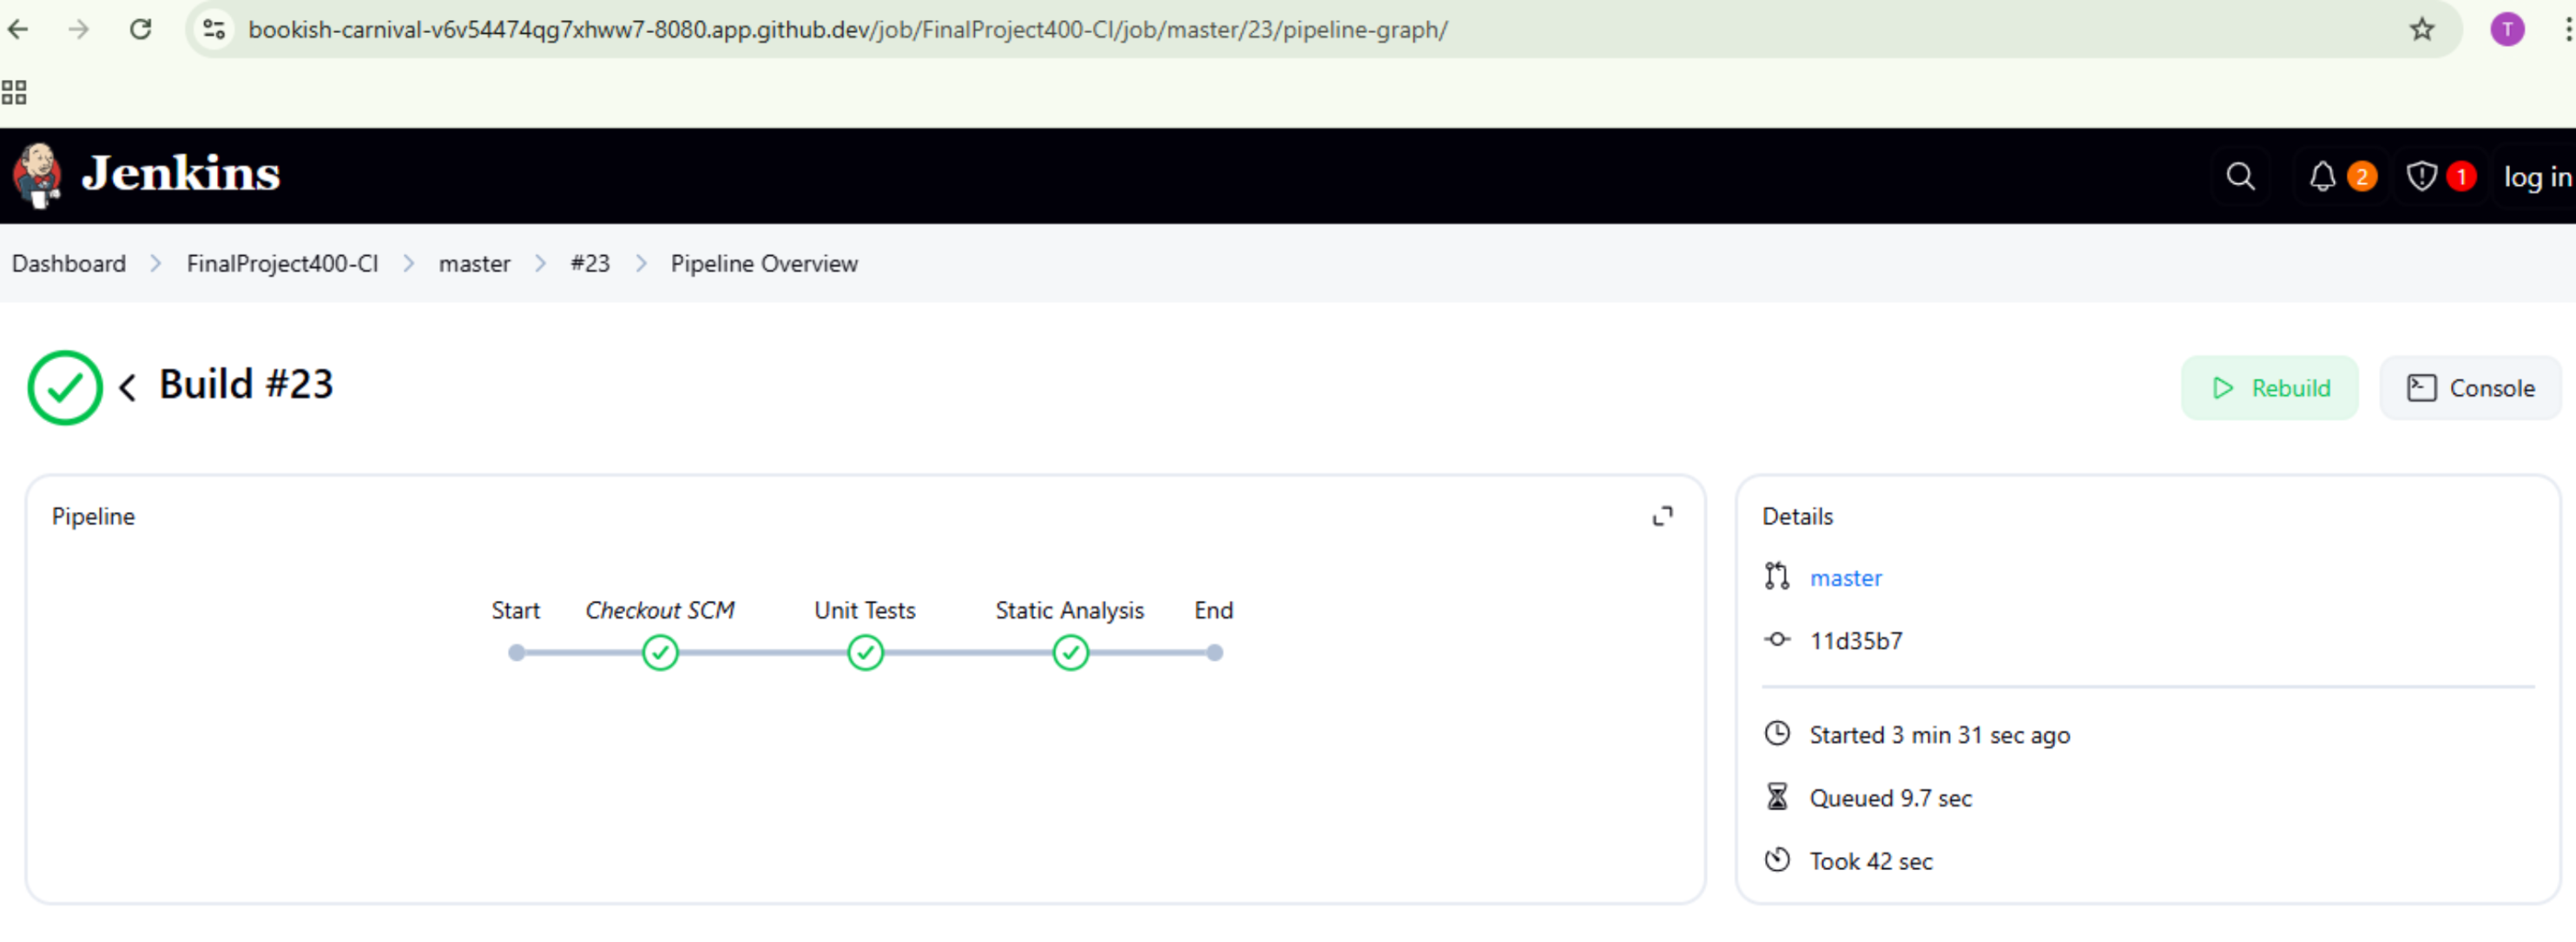 bookish-carnival-v6v54474qg7xhww7-8080.app.github.dev/job/FinalProject400-CI/job/master/23/pipeline-graph/
T
Jenkins
2
1
log in
Dashboard > FinalProject400-CI > master > #23 > Pipeline Overview
Build #23
Rebuild
Console
Pipeline
Start Checkout SCM Unit Tests Static Analysis End
Details
master
11d35b7
Started 3 min 31 sec ago
Queued 9.7 sec
Took 42 sec